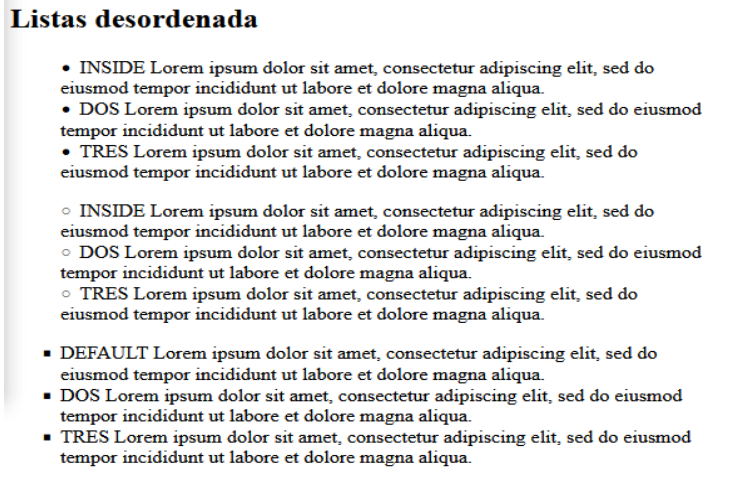 Listas desordenada
• INSIDE Lorem ipsum dolor sit amet, consectetur adipiscing elit, sed do
eiusmod tempor incididunt ut labore et dolore magna aliqua.
• DOS Lorem ipsum dolor sit amet, consectetur adipiscing elit, sed do eiusmod
tempor incididunt ut labore et dolore magna aliqua.
• TRES Lorem ipsum dolor sit amet, consectetur adipiscing elit, sed do
eiusmod tempor incididunt ut labore et dolore magna aliqua.
○ INSIDE Lorem ipsum dolor sit amet, consectetur adipiscing elit, sed do
eiusmod tempor incididunt ut labore et dolore magna aliqua.
○ DOS Lorem ipsum dolor sit amet, consectetur adipiscing elit, sed do eiusmod
tempor incididunt ut labore et dolore magna aliqua.
○ TRES Lorem ipsum dolor sit amet, consectetur adipiscing elit, sed do
eiusmod tempor incididunt ut labore et dolore magna aliqua.
▪ DEFAULT Lorem ipsum dolor sit amet, consectetur adipiscing elit, sed do
eiusmod tempor incididunt ut labore et dolore magna aliqua.
▪ DOS Lorem ipsum dolor sit amet, consectetur adipiscing elit, sed do eiusmod
tempor incididunt ut labore et dolore magna aliqua.
▪ TRES Lorem ipsum dolor sit amet, consectetur adipiscing elit, sed do eiusmod
tempor incididunt ut labore et dolore magna aliqua.